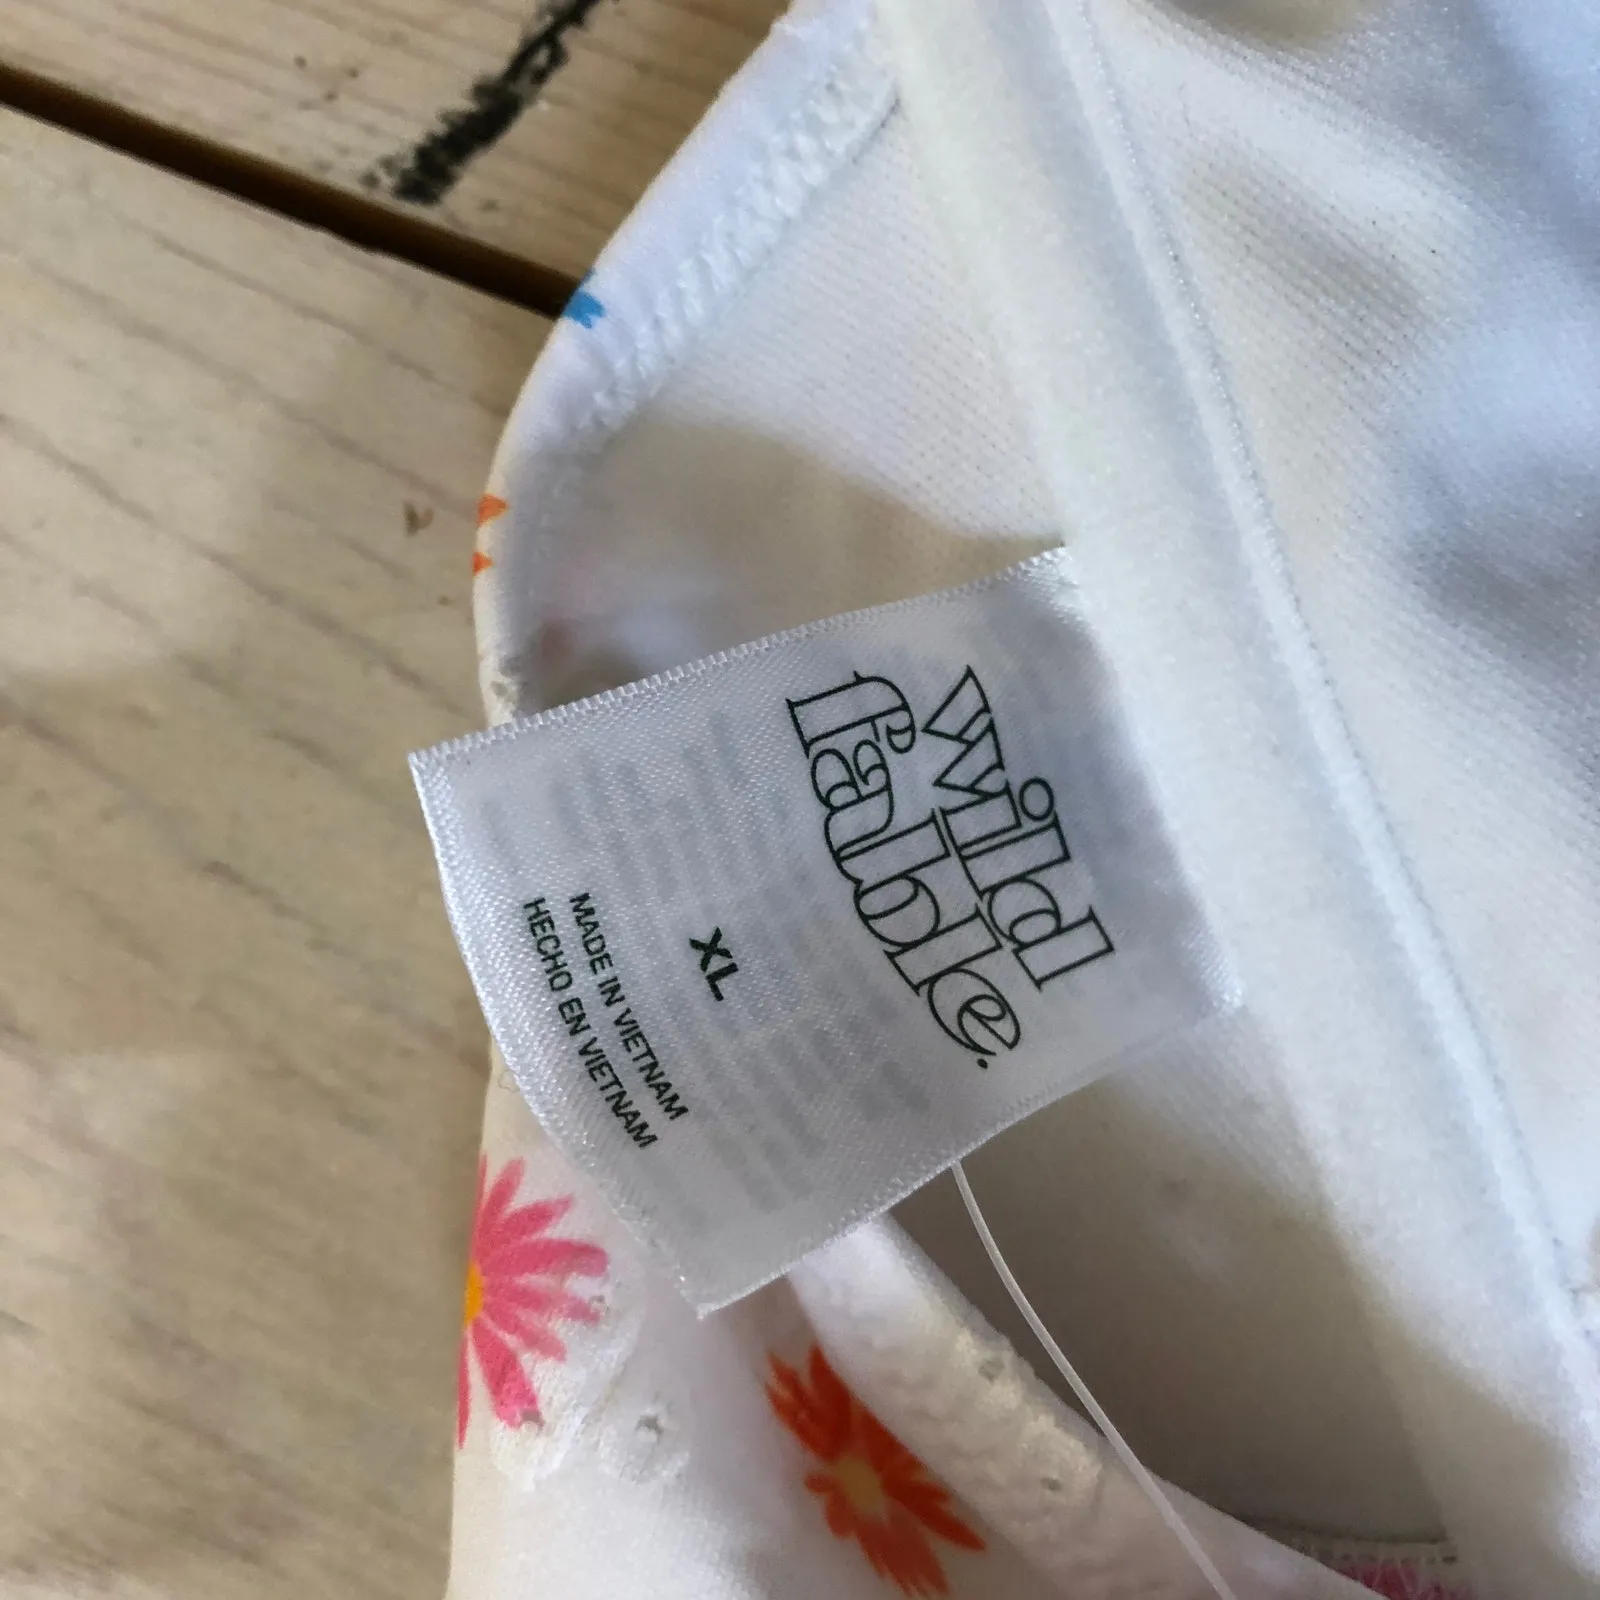 Wild
fable.
XL
MADE IN VIETNAM
HECHO EN VIETNAM